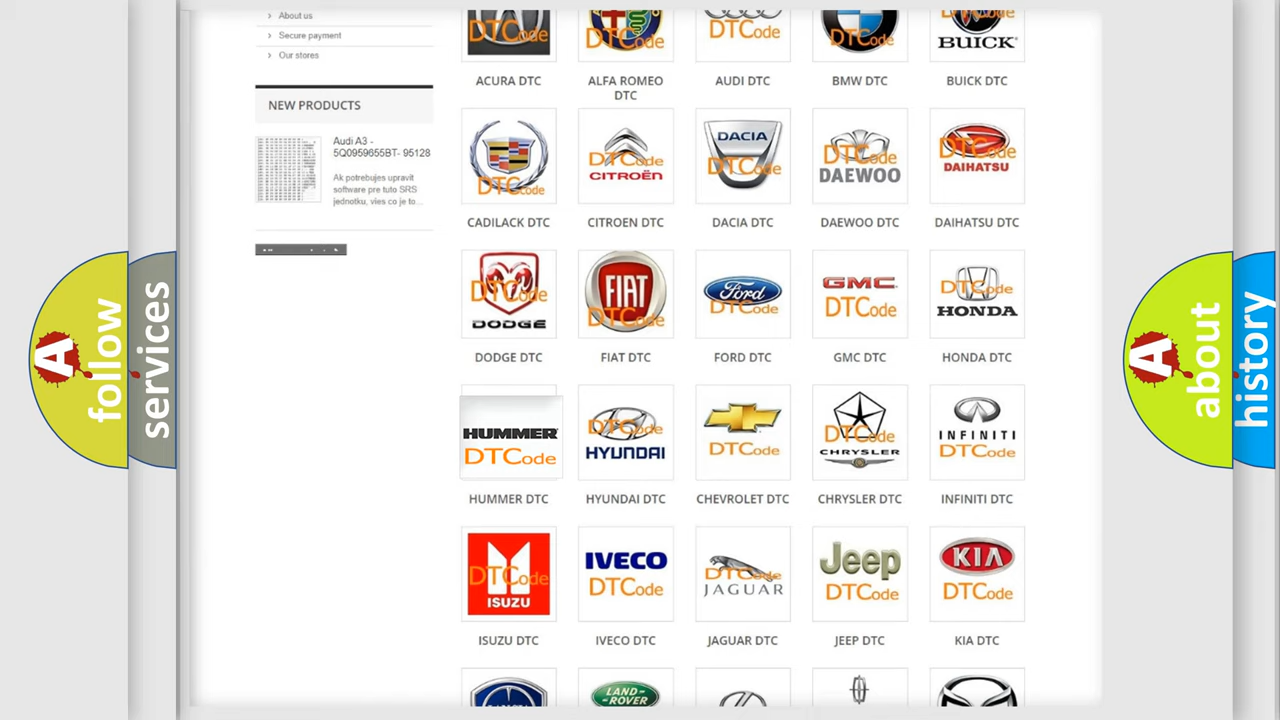 About us
Secure payment
Our stores
NEW PRODUCTS
Audi A3 -
5Q0959655BT- 95128
Ak potrebujes upravit
software pre tuto SRS
jednotku, vies co je to...
DTCode
DTCode
DTCode
DTCode
BUICK
ACURA DTC
ALFA ROMEO
DTC
AUDI DTC
BMW DTC
BUICK DTC
DTCode
DTCode
CITROËN
DACIA
DTCode
DTCode
DAEWOO
DTCode
DAIHATSU
CADILACK DTC
CITROEN DTC
DACIA DTC
DAEWOO DTC
DAIHATSU DTC
DTCode
DODGE
FIAT
DTCode
Ford
DTCode
GMC
DTCode
DTCode
HONDA
DODGE DTC
FIAT DTC
FORD DTC
GMC DTC
HONDA DTC
HUMMER
DTCode
DTCode
HYUNDAI
DTCode
DTCode
CHRYSLER
INFINITI
DTCode
HUMMER DTC
HYUNDAI DTC
CHEVROLET DTC
CHRYSLER DTC
INFINITI DTC
DTCode
ISUZU
IVECO
DTCode
DTCode
JAGUAR
Jeep
DTCode
KIA
DTCode
ISUZU DTC
IVECO DTC
JAGUAR DTC
JEEP DTC
KIA DTC
LAND-
ROVER
A
follow
services
A
about
history